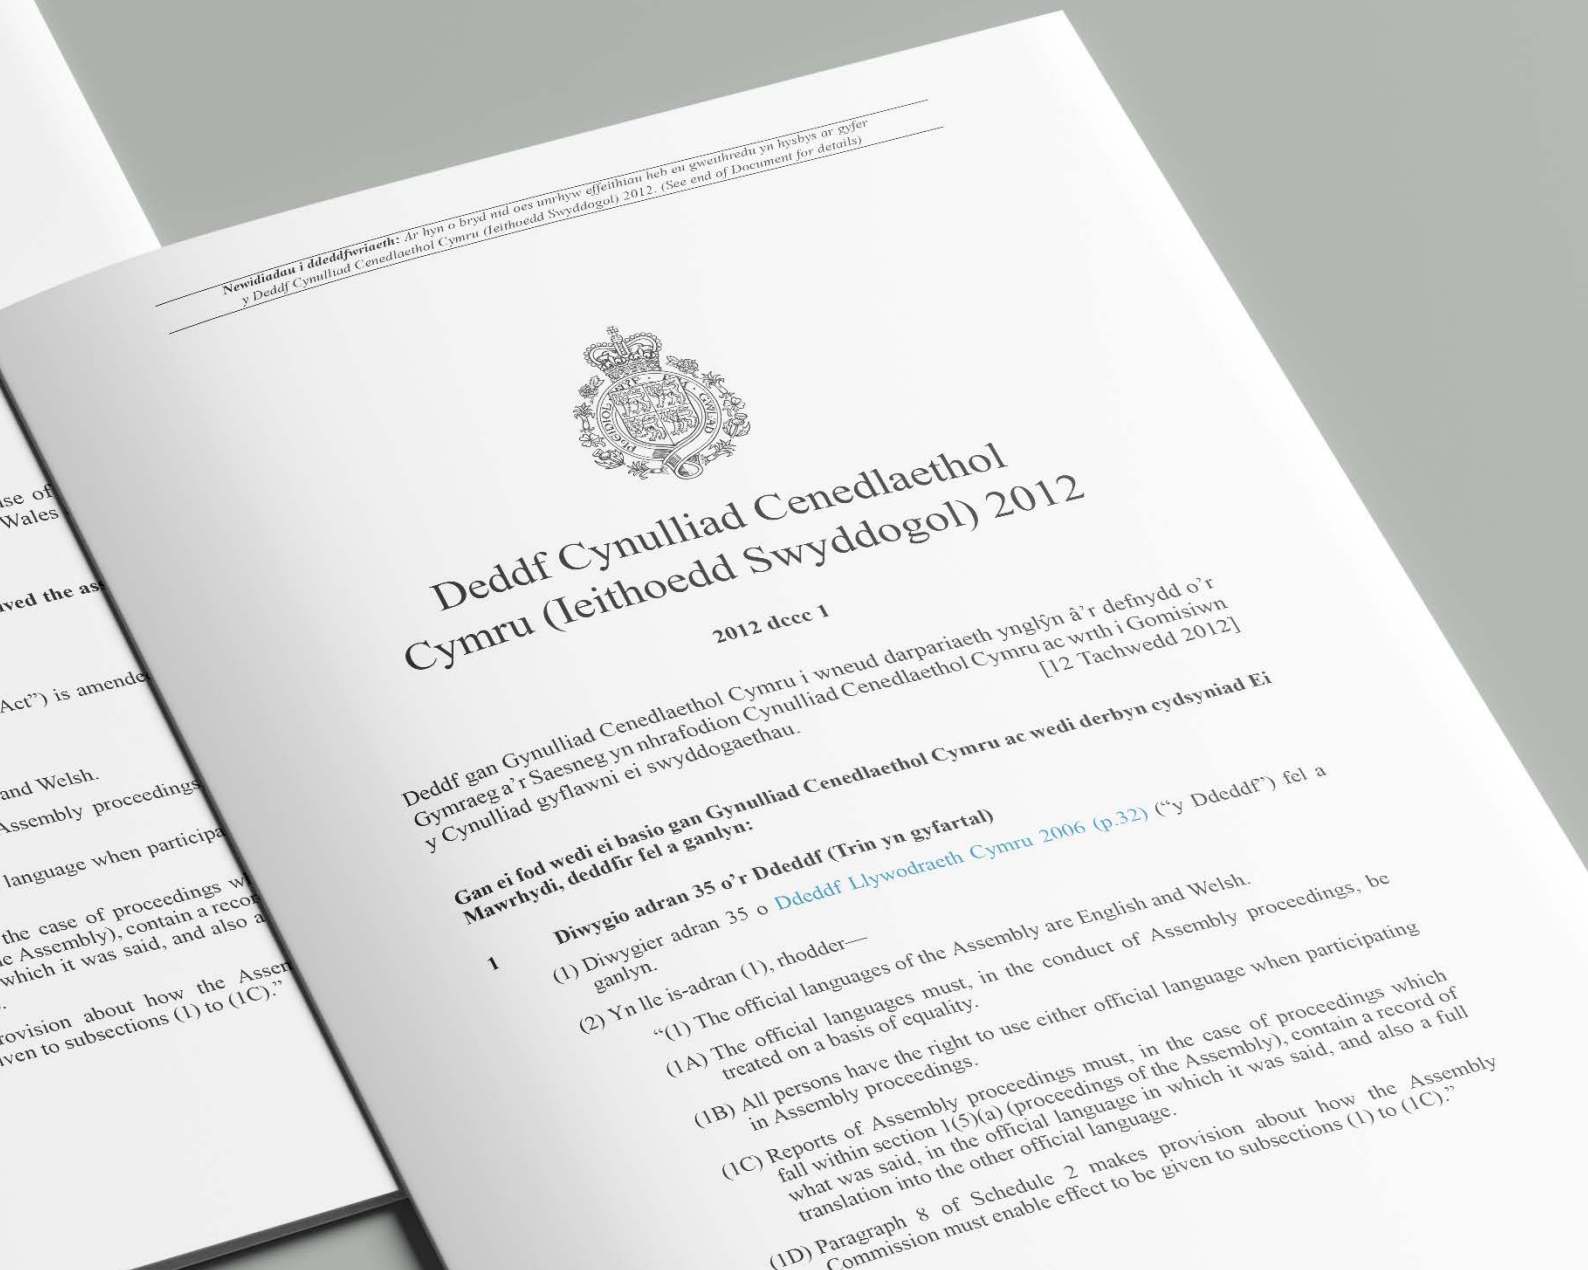 se of
Wales
ved the as
Act”) is amende
and Welsh.
Assembly proceedings
language when participa
the case of proceedings w
e Assembly), contain a recor
which it was said, and also a
rovision about how the Assen
ven to subsections (1) to (1C).”
Newidiadau i ddeddfwriaeth: Ar hyn o bryd nid oes unrhyw effeithiau heb eu gweithredu yn hysbys ar gyfer
y Deddf Cynulliad Cenedlaethol Cymru (Ieithoedd Swyddogol) 2012. (See end of Document for details)
PLEIDIOL WYF I'M GWLAD
Deddf Cynulliad Cenedlaethol
Cymru (Ieithoedd Swyddogol) 2012
2012 dccc 1
Deddf gan Gynulliad Cenedlaethol Cymru i wneud darpariaeth ynglŷn â’r defnydd o’r
Gymraeg a’r Saesneg yn nhrafodion Cynulliad Cenedlaethol Cymru ac wrth i Gomisiwn
y Cynulliad gyflawni ei swyddogaethau.
[12 Tachwedd 2012]
Gan ei fod wedi ei basio gan Gynulliad Cenedlaethol Cymru ac wedi derbyn cydsyniad Ei
Mawrhydi, deddfir fel a ganlyn:
1
Diwygio adran 35 o’r Ddeddf (Trin yn gyfartal)
(1) Diwygier adran 35 o Ddeddf Llywodraeth Cymru 2006 (p.32) (“y Ddeddf”) fel a
ganlyn.
(2) Yn lle is-adran (1), rhodder—
“(1) The official languages of the Assembly are English and Welsh.
(1A) The official languages must, in the conduct of Assembly proceedings, be
treated on a basis of equality.
(1B) All persons have the right to use either official language when participating
in Assembly proceedings.
(1C) Reports of Assembly proceedings must, in the case of proceedings which
fall within section 1(5)(a) (proceedings of the Assembly), contain a record of
what was said, in the official language in which it was said, and also a full
translation into the other official language.
(1D) Paragraph 8 of Schedule 2 makes provision about how the Assembly
Commission must enable effect to be given to subsections (1) to (1C).”